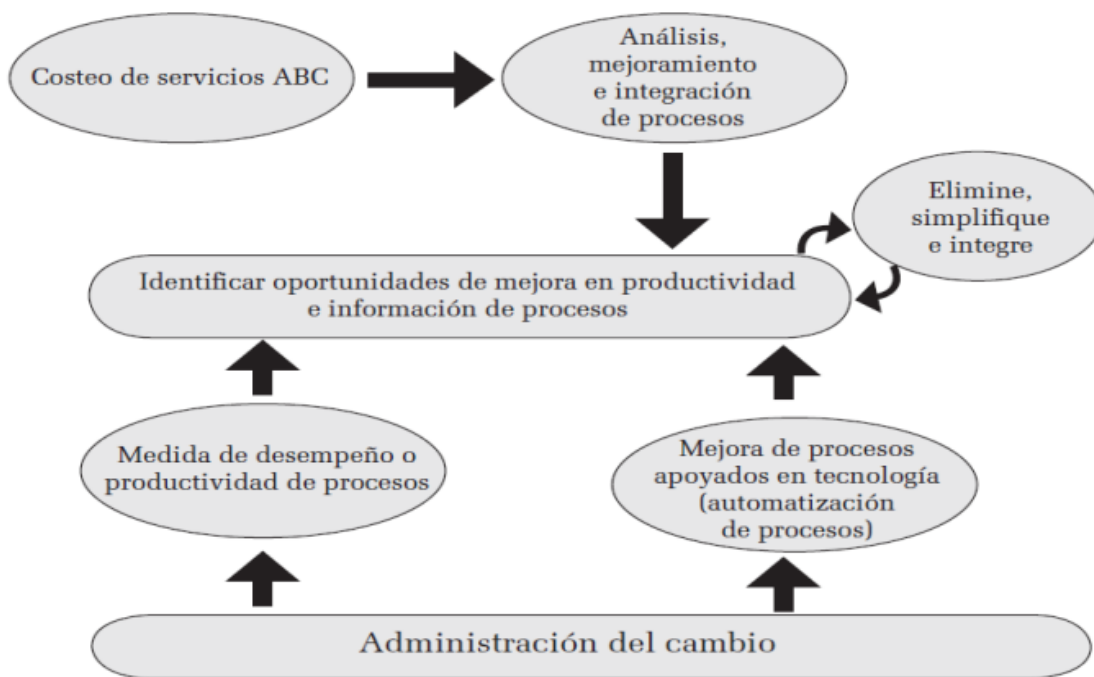 Costeo de servicios ABC
Análisis,
mejoramiento
e integración
de procesos
Elimine,
simplifique
e integre
Identificar oportunidades de mejora en productividad
e información de procesos
Medida de desempeño o
productividad de procesos
Mejora de procesos
apoyados en tecnología
(automatización
de procesos)
Administración del cambio